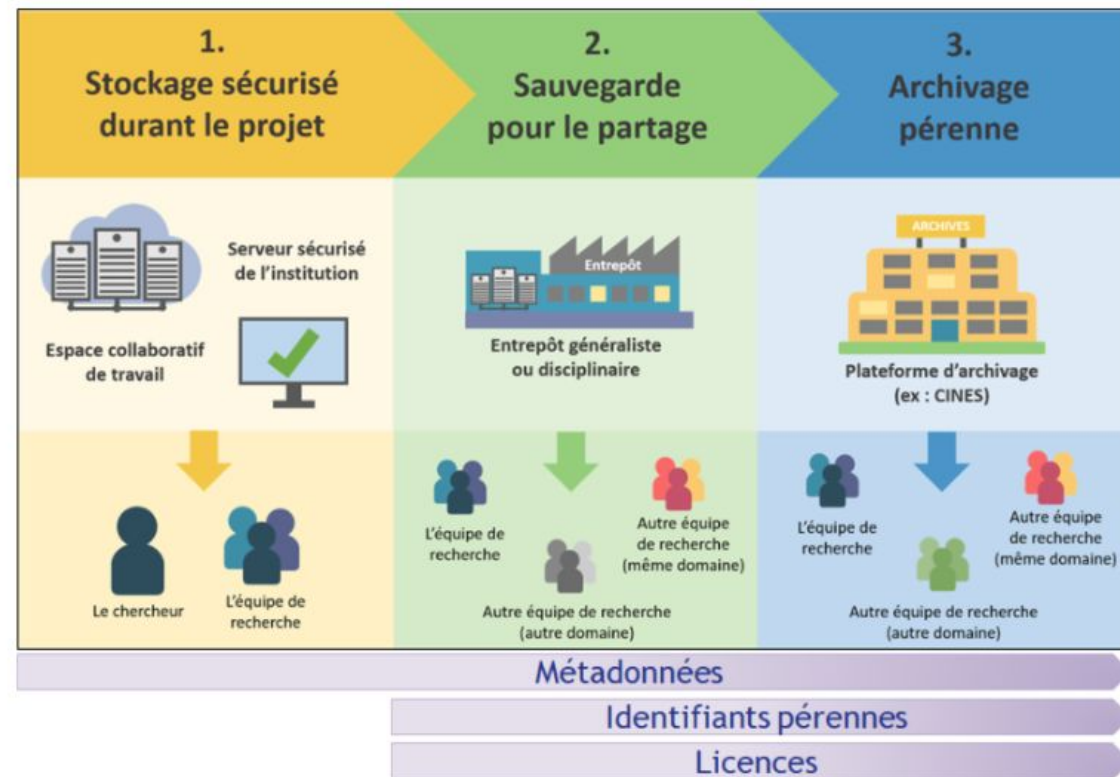 1.
Stockage sécurisé
durant le projet
2.
Sauvegarde
pour le partage
3.
Archivage
pérenne
Serveur sécurisé
de l'institution
Espace collaboratif
de travail
Entrepôt
Entrepôt généraliste
ou disciplinaire
ARCHIVES
Plateforme d'archivage
(ex : CINES)
Le chercheur
L'équipe de
recherche
L'équipe de
recherche
Autre équipe
de recherche
(même domaine)
Autre équipe de recherche
(autre domaine)
L'équipe de
recherche
Autre équipe
de recherche
(même domaine)
Autre équipe de recherche
(autre domaine)
Métadonnées
Identifiants pérennes
Licences